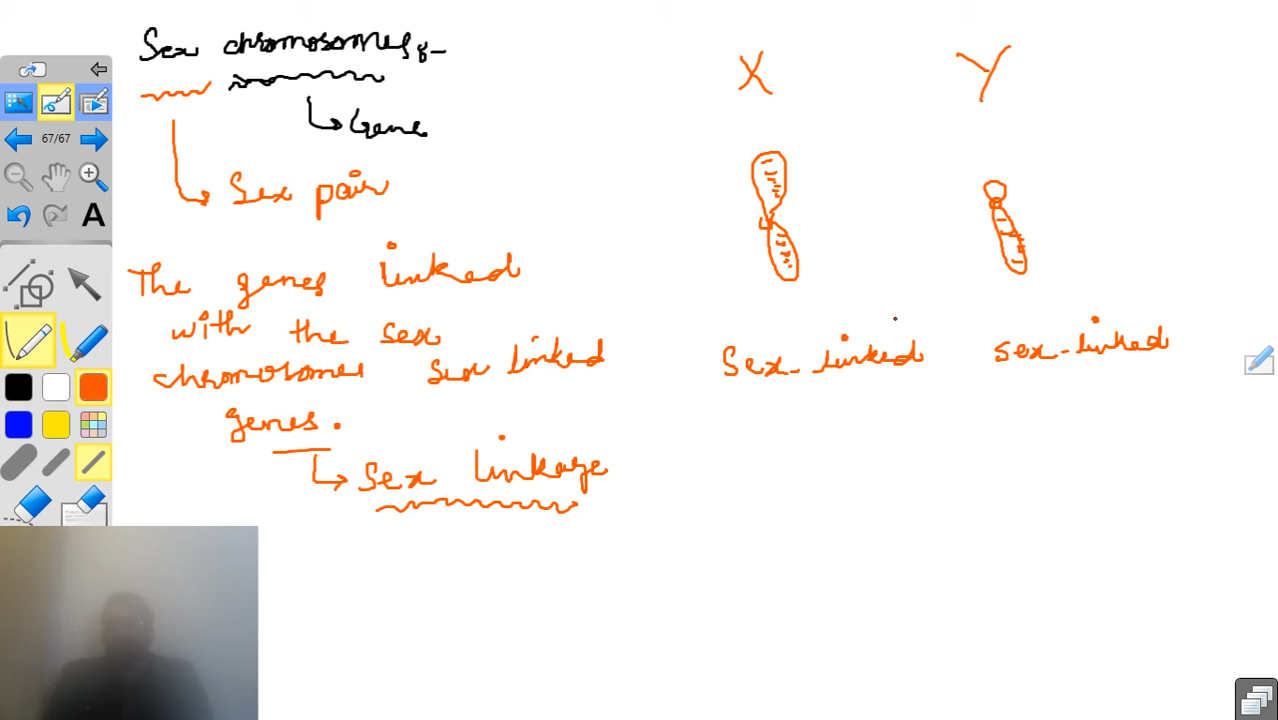 Sex chromosomes :-
Gene
Sex pair
The genes linked
with the sex
chromosomes sex linked
genes.
Sex linkage
X Y
Sex-linked sex-linked
67/67
A